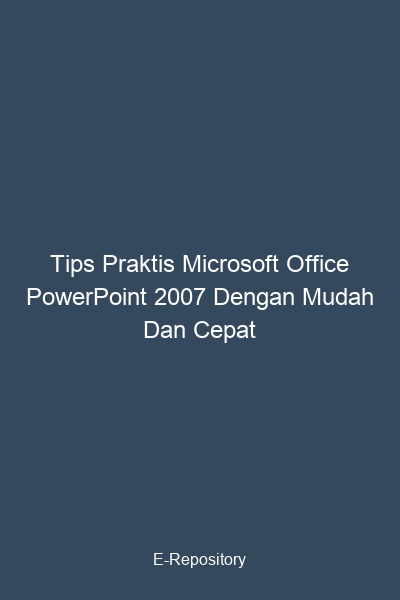 Tips Praktis Microsoft Office
PowerPoint 2007 Dengan Mudah
Dan Cepat
E-Repository